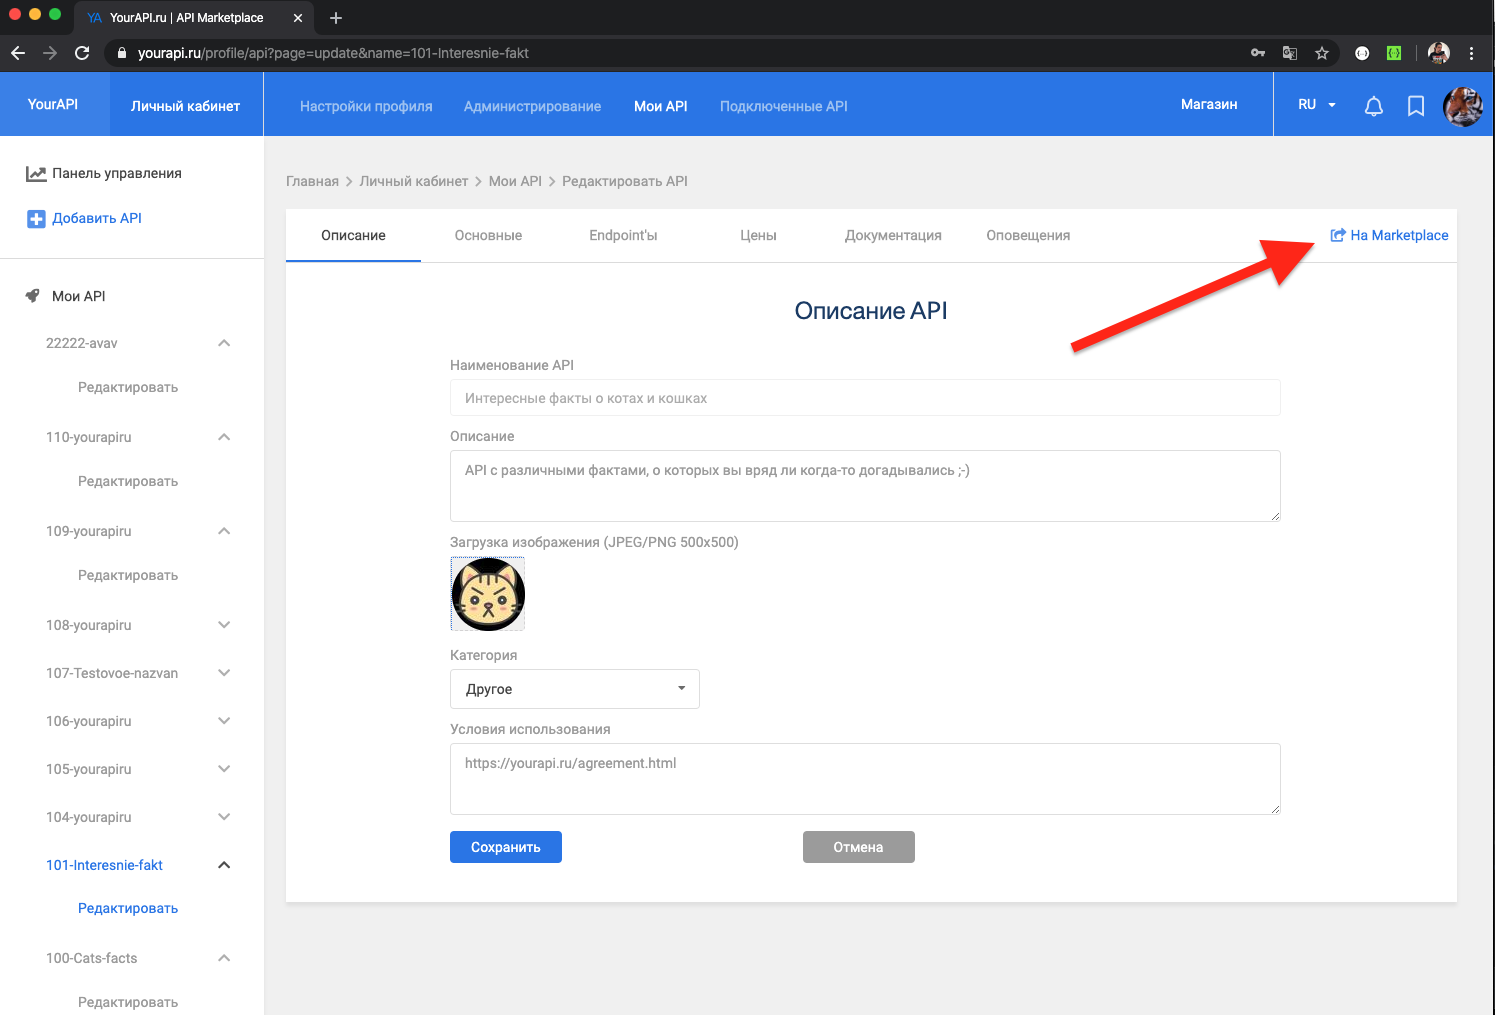 YA YourAPI.ru | API Marketplace
yourapi.ru/profile/api?page=update&name=101-Interesnie-fakt
YourAPI
Личный кабинет
Настройки профиля
Администрирование
Мои API
Подключенные API
Магазин
RU
Панель управления
Добавить API
Мои API
22222-avav
Редактировать
110-yourapiru
Редактировать
109-yourapiru
Редактировать
108-yourapiru
107-Testovoe-nazvan
106-yourapiru
105-yourapiru
104-yourapiru
101-Interesnie-fakt
Редактировать
100-Cats-facts
Редактировать
Главная > Личный кабинет > Мои API > Редактировать API
Описание
Основные
Endpoint'ы
Цены
Документация
Оповещения
На Marketplace
Описание API
Наименование API
Интересные факты о котах и кошках
Описание
API с различными фактами, о которых вы вряд ли когда-то догадывались ;-)
Загрузка изображения (JPEG/PNG 500x500)
Категория
Другое
Условия использования
https://yourapi.ru/agreement.html
Сохранить
Отмена